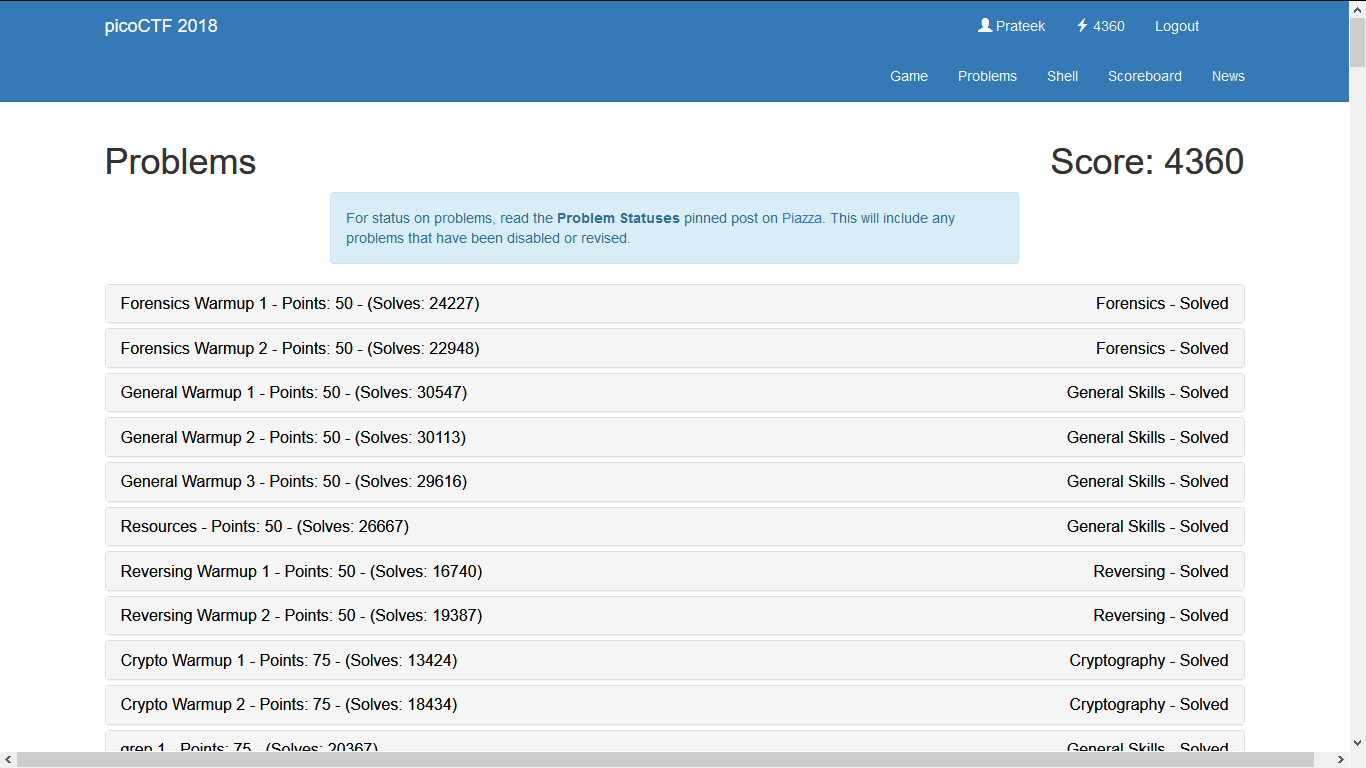 picoCTF 2018
Prateek 4360 Logout
Game Problems Shell Scoreboard News
Problems Score: 4360
For status on problems, read the Problem Statuses pinned post on Piazza. This will include any
problems that have been disabled or revised.
Forensics Warmup 1 - Points: 50 - (Solves: 24227) Forensics - Solved
Forensics Warmup 2 - Points: 50 - (Solves: 22948) Forensics - Solved
General Warmup 1 - Points: 50 - (Solves: 30547) General Skills - Solved
General Warmup 2 - Points: 50 - (Solves: 30113) General Skills - Solved
General Warmup 3 - Points: 50 - (Solves: 29616) General Skills - Solved
Resources - Points: 50 - (Solves: 26667) General Skills - Solved
Reversing Warmup 1 - Points: 50 - (Solves: 16740) Reversing - Solved
Reversing Warmup 2 - Points: 50 - (Solves: 19387) Reversing - Solved
Crypto Warmup 1 - Points: 75 - (Solves: 13424) Cryptography - Solved
Crypto Warmup 2 - Points: 75 - (Solves: 18434) Cryptography - Solved
grep 1 - Points: 75 - (Solves: 20367) General Skills - Solved